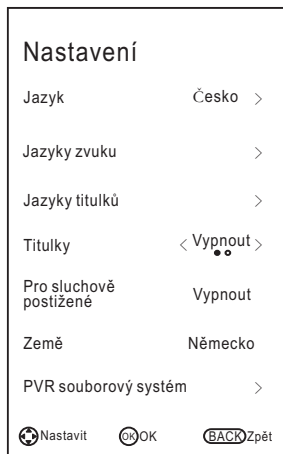 Nastavení
Jazyk Česko >
Jazyky zvuku >
Jazyky titulků >
Titulky < Vypnout >
Pro sluchově
postižené Vypnout
Země Německo
PVR souborový systém >
Nastavit OK OK BACK Zpět